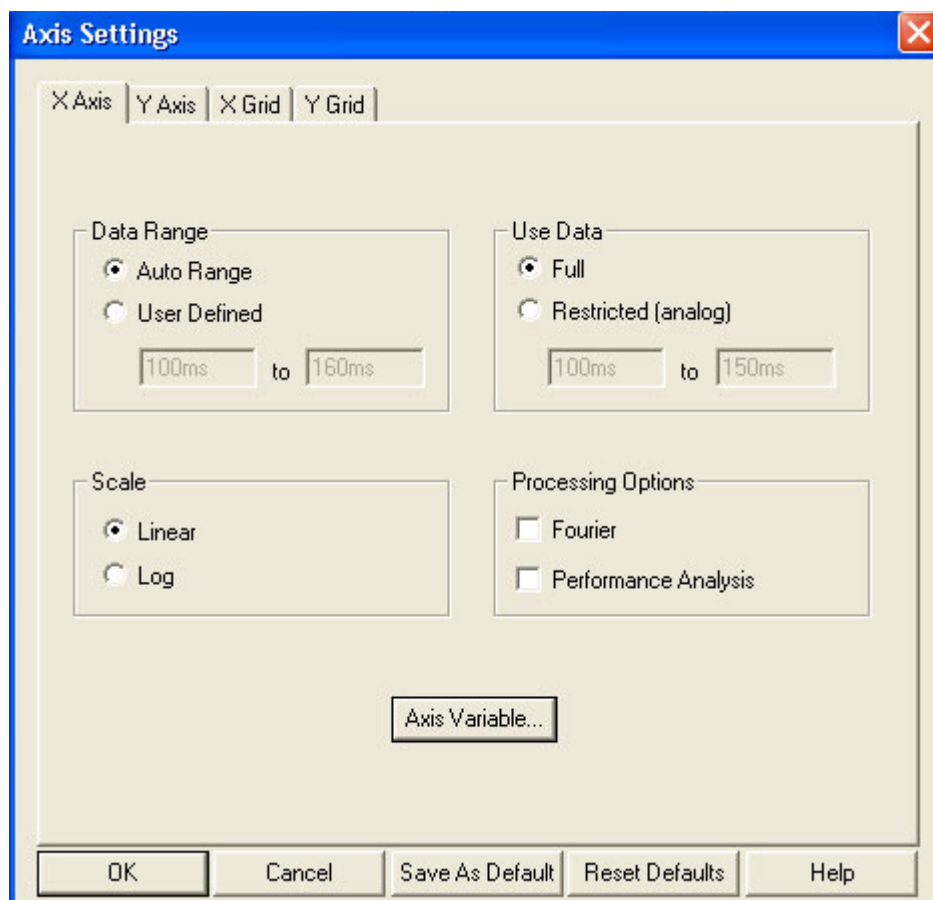 Axis Settings
X Axis Y Axis X Grid Y Grid
Data Range
Auto Range
User Defined
100ms to 160ms
Use Data
Full
Restricted (analog)
100ms to 150ms
Scale
Linear
Log
Processing Options
Fourier
Performance Analysis
Axis Variable...
OK Cancel Save As Default Reset Defaults Help